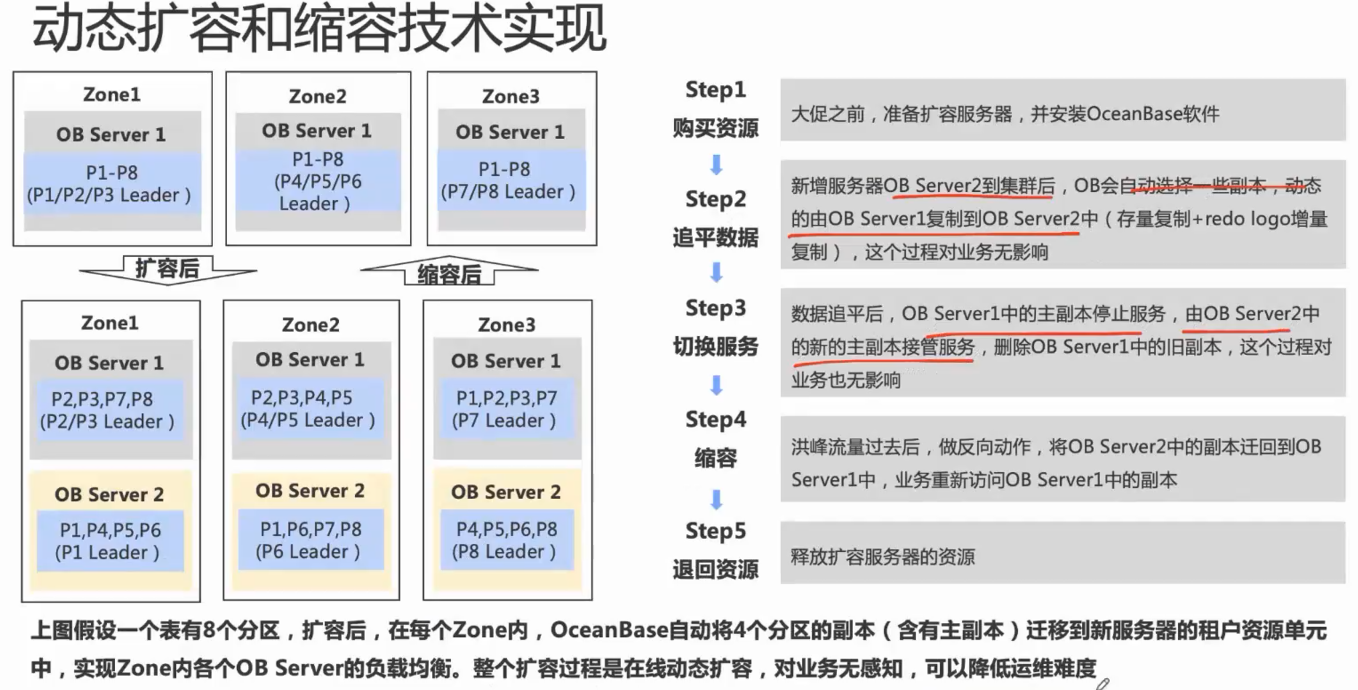 动态扩容和缩容技术实现
Zone1
OB Server 1
P1-P8
(P1/P2/P3 Leader )
Zone2
OB Server 1
P1-P8
(P4/P5/P6
Leader )
Zone3
OB Server 1
P1-P8
(P7/P8 Leader )
扩容后
缩容后
Zone1
OB Server 1
P2,P3,P7,P8
(P2/P3 Leader )
OB Server 2
P1,P4,P5,P6
(P1 Leader )
Zone2
OB Server 1
P2,P3,P4,P5
(P4/P5 Leader )
OB Server 2
P1,P6,P7,P8
(P6 Leader )
Zone3
OB Server 1
P1,P2,P3,P7
(P7 Leader )
OB Server 2
P4,P5,P6,P8
(P8 Leader )
Step1
购买资源
大促之前，准备扩容服务器，并安装OceanBase软件
Step2
追平数据
新增服务器OB Server2到集群后，OB会自动选择一些副本，动态
的由OB Server1复制到OB Server2中（存量复制+redo logo增量
复制），这个过程对业务无影响
Step3
切换服务
数据追平后，OB Server1中的主副本停止服务，由OB Server2中
的新的主副本接管服务，删除OB Server1中的旧副本，这个过程对
业务也无影响
Step4
缩容
洪峰流量过去后，做反向动作，将OB Server2中的副本迁回到OB
Server1中，业务重新访问OB Server1中的副本
Step5
退回资源
释放扩容服务器的资源
上图假设一个表有8个分区，扩容后，在每个Zone内，OceanBase自动将4个分区的副本（含有主副本）迁移到新服务器的租户资源单元
中，实现Zone内各个OB Server的负载均衡。整个扩容过程是在线动态扩容，对业务无感知，可以降低运维难度